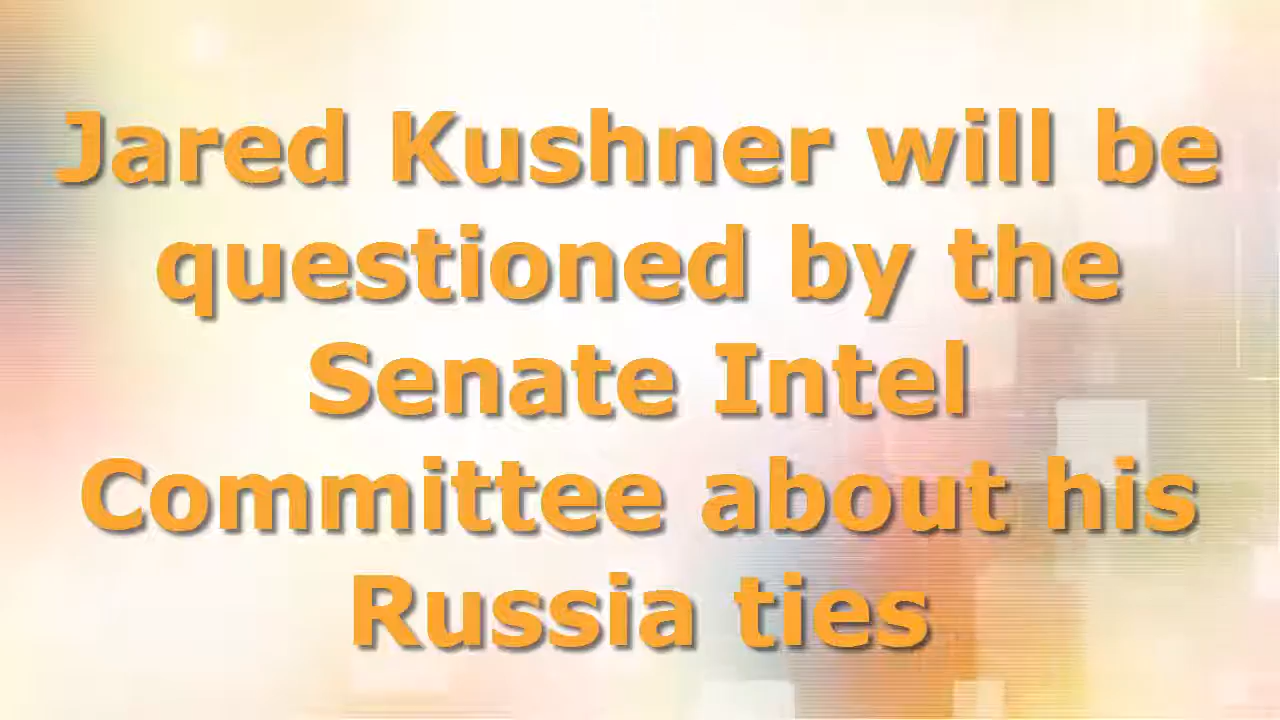 Jared Kushner will be
questioned by the
Senate Intel
Committee about his
Russia ties